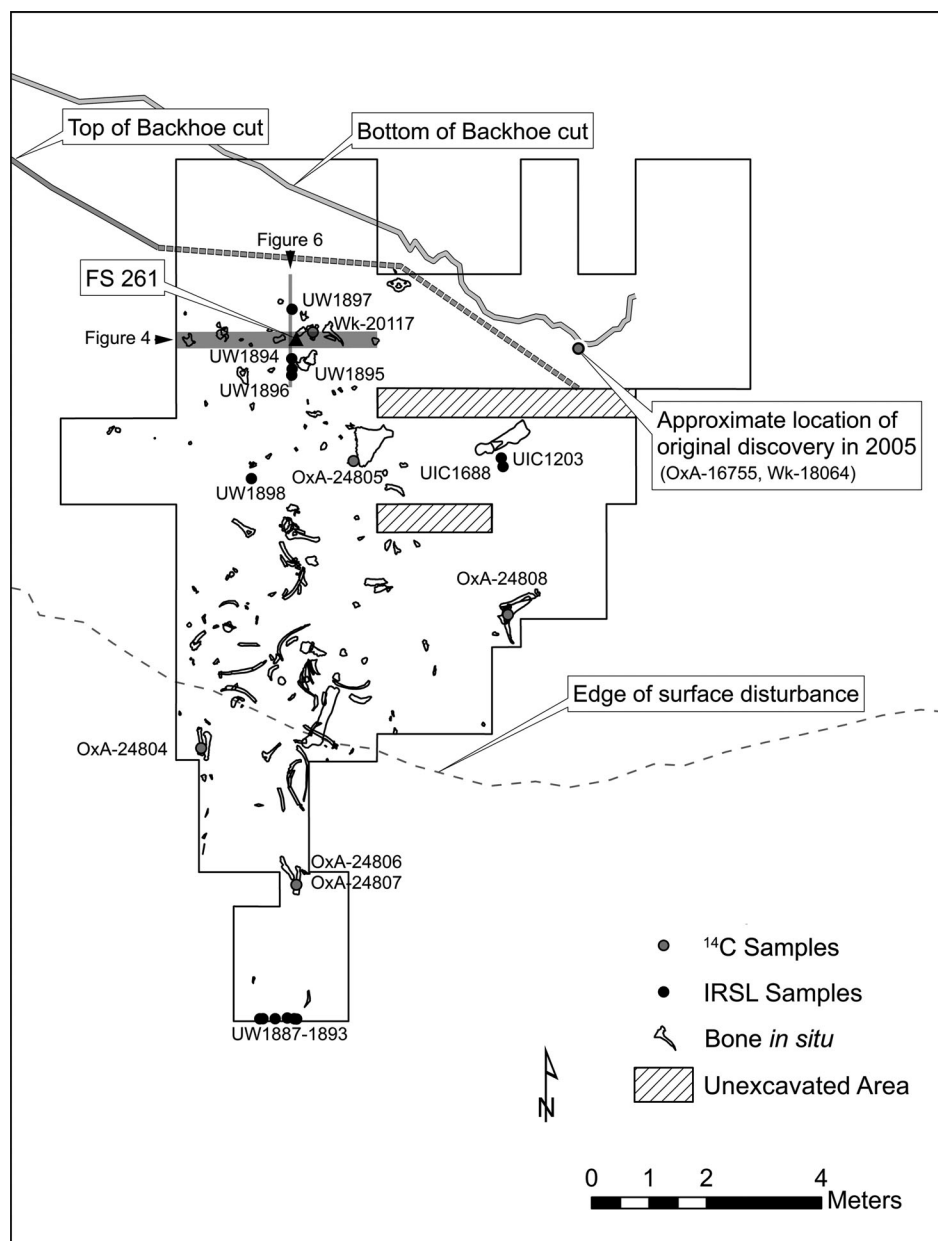 Top of Backhoe cut
Bottom of Backhoe cut
Figure 6
FS 261
UW1897
Wk-20117
Figure 4
UW1894
UW1895
UW1896
Approximate location of
original discovery in 2005
(OxA-16755, Wk-18064)
UIC1203
UIC1688
OxA-24805
UW1898
OxA-24808
Edge of surface disturbance
OxA-24804
OxA-24806
OxA-24807
UW1887-1893
14C Samples
IRSL Samples
Bone in situ
Unexcavated Area
N
0 1 2 4
Meters